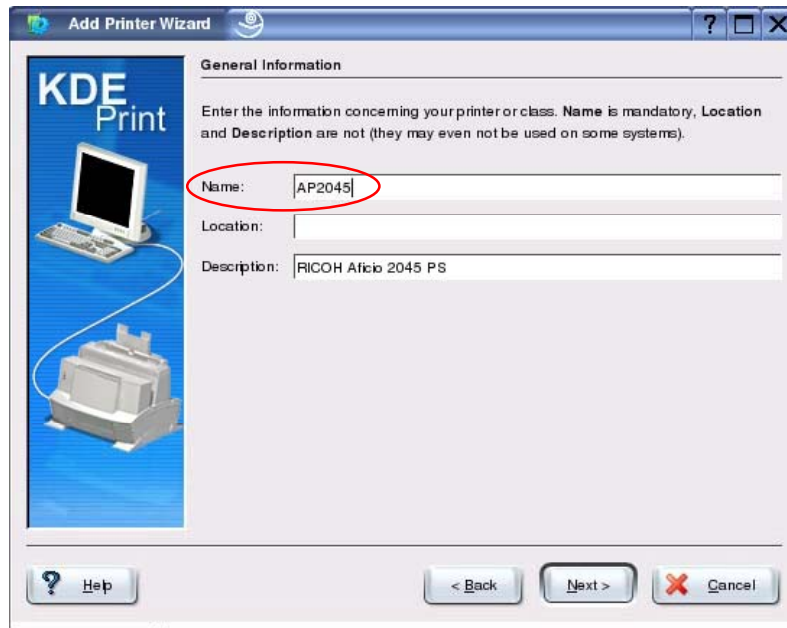 Add Printer Wizard
?
X
KDE
Print
General Information
Enter the information concerning your printer or class. Name is mandatory, Location
and Description are not (they may even not be used on some systems).
Name: AP2045
Location:
Description: RICOH Aficio 2045 PS
? Help < Back Next > Cancel